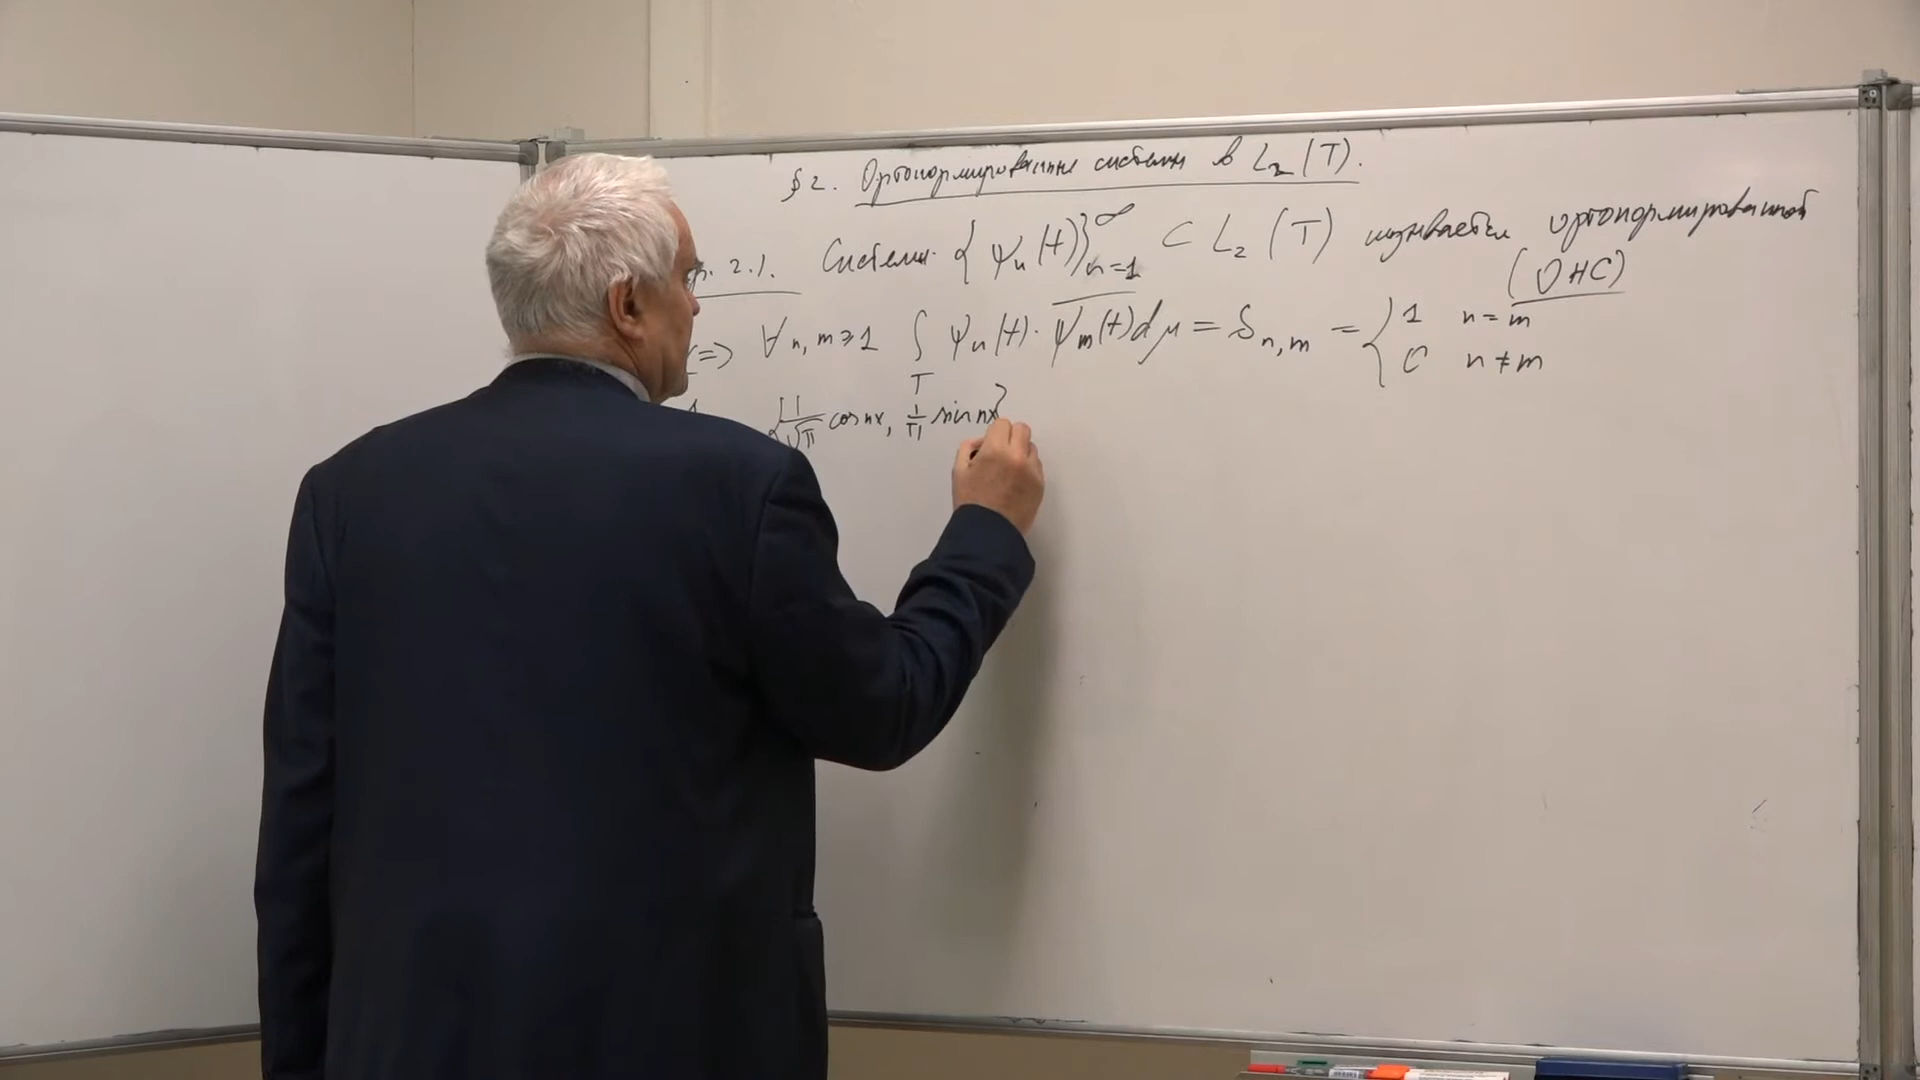 § 2. Ортонормированные системы в L₂(T).
2.1. Система {ψₙ(t)}ₙ₌₁^∞ ⊂ L₂(T) называется ортонормированной
(ОНС)
<=> ∀n, m ≥ 1 ∫_T ψₙ(t)·\overline{ψₘ(t)}dμ = δₙ,ₘ = { 1 n = m
0 n ≠ m
{1/√π cos nx, 1/π sin nx}